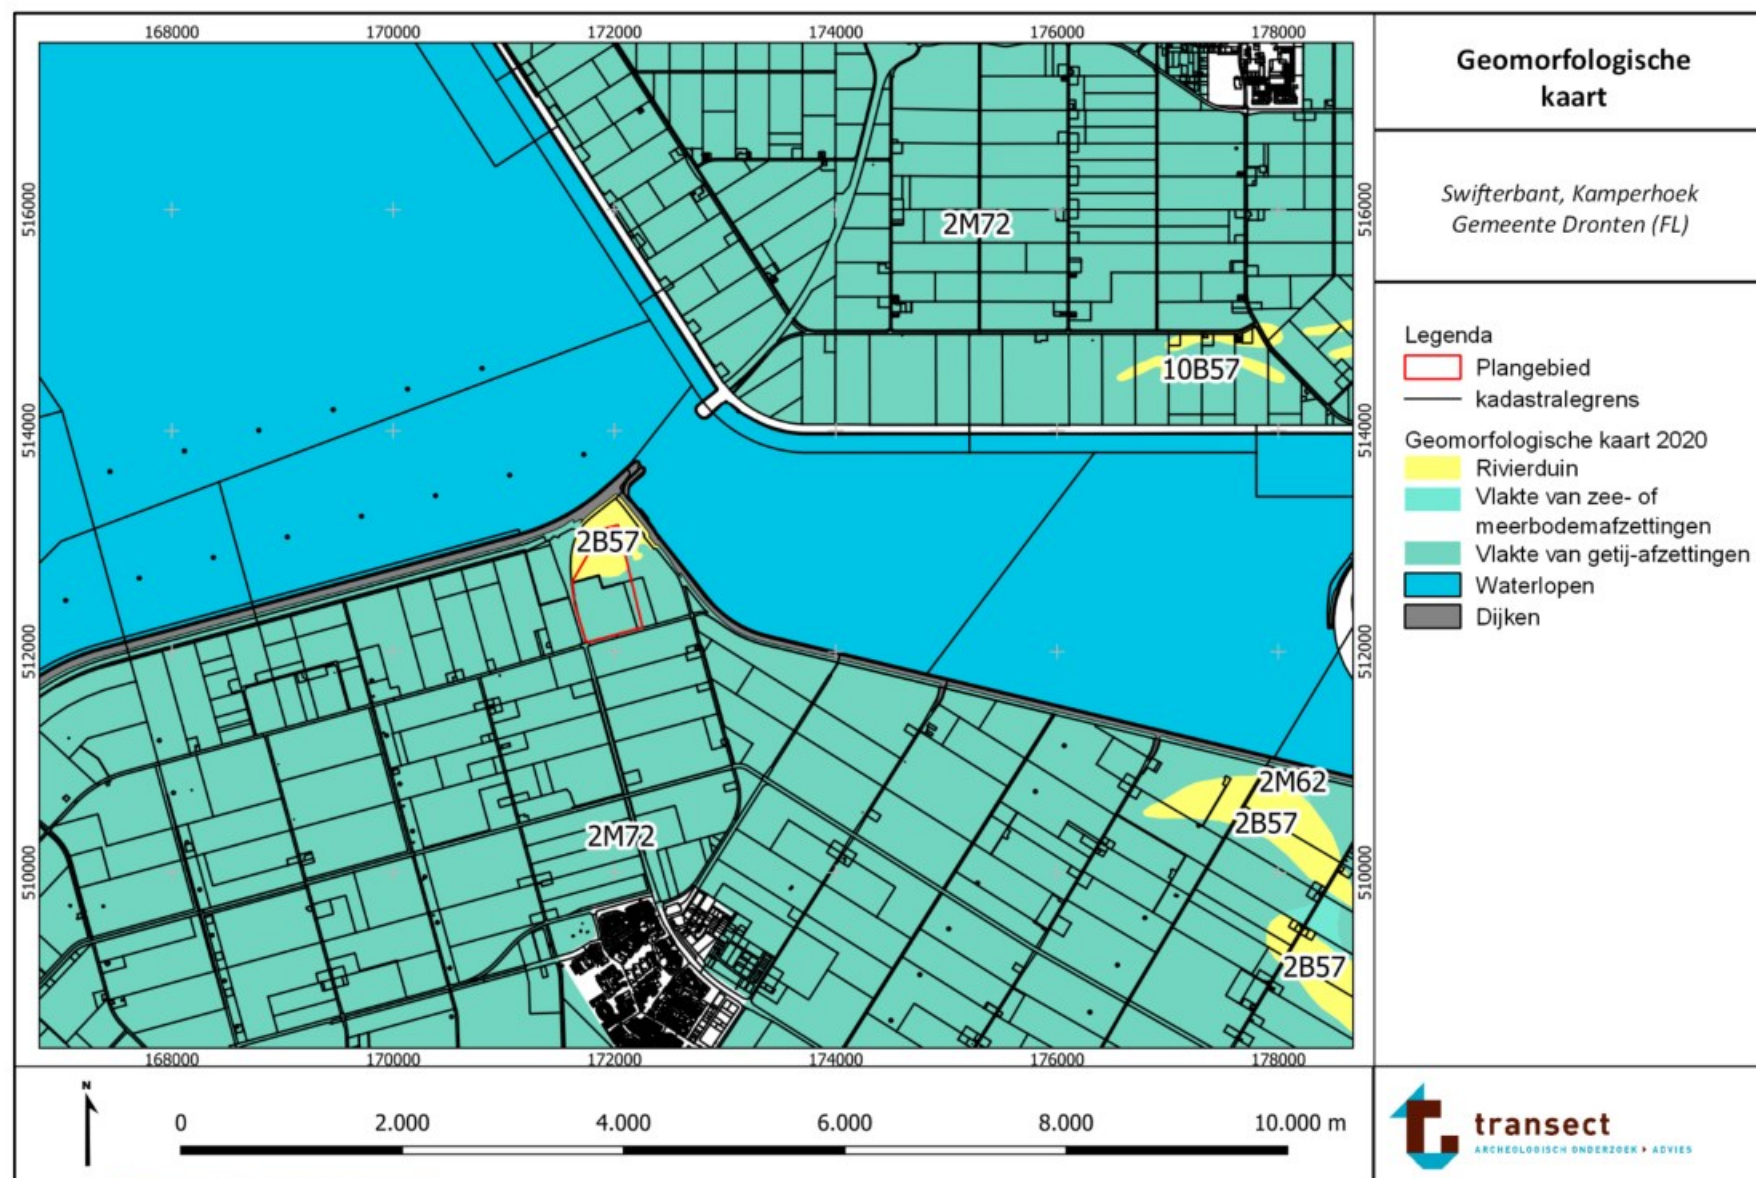 168000 170000 172000 174000 176000 178000
516000
514000
512000
510000
516000
514000
512000
510000
2M72
10B57
2B57
2M62
2B57
2M72
2B57
168000 170000 172000 174000 176000 178000
Geomorfologische
kaart
Swifterbant, Kamperhoek
Gemeente Dronten (FL)
Legenda
Plangebied
kadastralegrens
Geomorfologische kaart 2020
Rivierduin
Vlakte van zee- of
meerbodemafzettingen
Vlakte van getij-afzettingen
Waterlopen
Dijken
N
0 2.000 4.000 6.000 8.000 10.000 m
transect
ARCHEOLOGISCH ONDERZOEK ▸ ADVIES